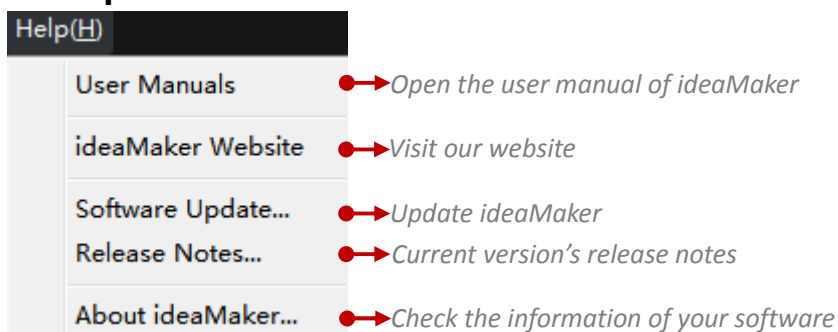 Help(H)
User Manuals Open the user manual of ideaMaker
ideaMaker Website Visit our website
Software Update... Update ideaMaker
Release Notes... Current version's release notes
About ideaMaker... Check the information of your software